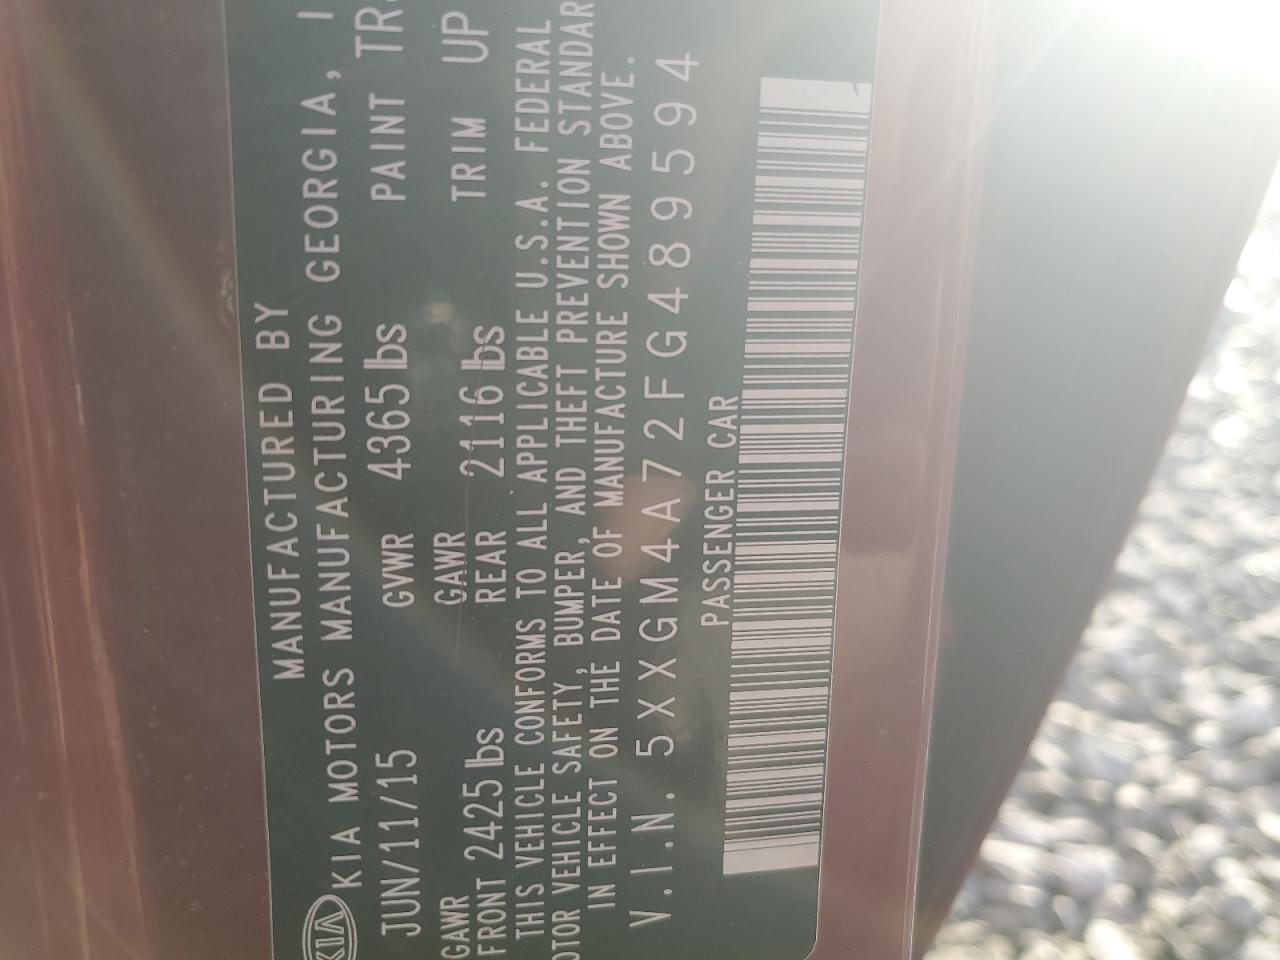 KIA
MANUFACTURED BY
KIA MOTORS MANUFACTURING GEORGIA,
JUN/11/15 GVWR 4365 lbs PAINT
GAWR GAWR TRIM UP
FRONT 2425 lbs REAR 2116 lbs
THIS VEHICLE CONFORMS TO ALL APPLICABLE U.S.A. FEDERAL
VEHICLE SAFETY, BUMPER, AND THEFT PREVENTION
IN EFFECT ON THE DATE OF MANUFACTURE SHOWN ABOVE.
V.I.N. 5XXGM4A72FG489594
PASSENGER CAR